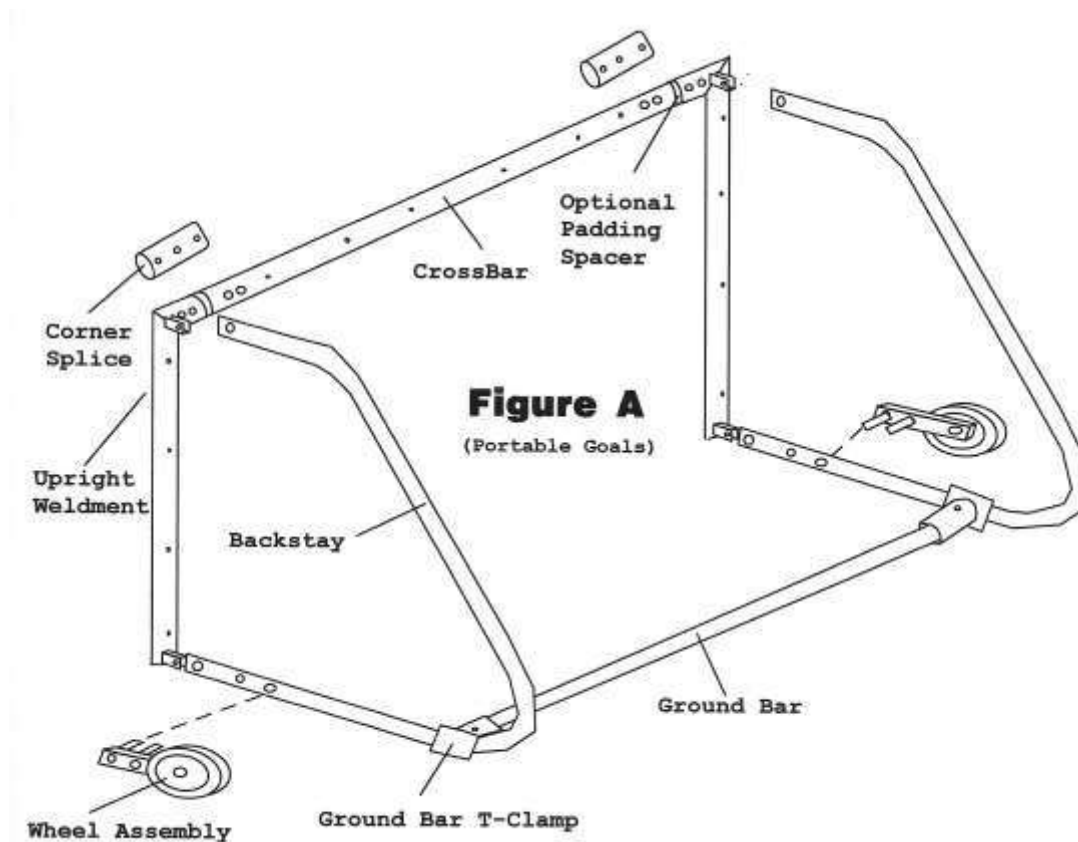 Optional
Padding
Spacer
CrossBar
Corner
Splice
Figure A
(Portable Goals)
Upright
Weldment
Backstay
Ground Bar
Ground Bar T-Clamp
Wheel Assembly